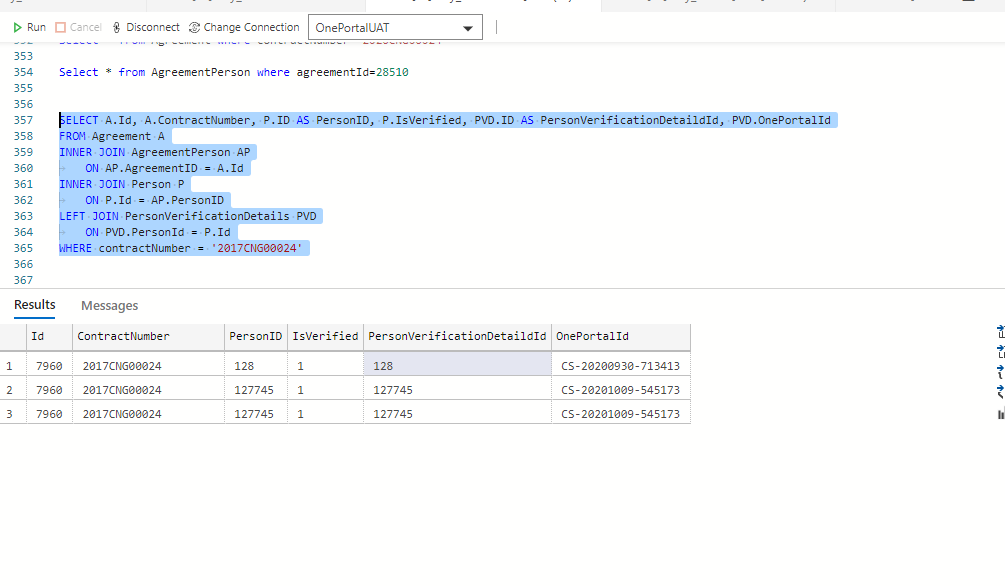 Run Cancel Disconnect Change Connection OnePortalUAT
353
354 Select * from AgreementPerson where agreementId=28510
355
356
357 SELECT A.Id, A.ContractNumber, P.ID AS PersonID, P.IsVerified, PVD.ID AS PersonVerificationDetaildId, PVD.OnePortalId
358 FROM Agreement A
359 INNER JOIN AgreementPerson AP
360 ON AP.AgreementID = A.Id
361 INNER JOIN Person P
362 ON P.Id = AP.PersonID
363 LEFT JOIN PersonVerificationDetails PVD
364 ON PVD.PersonId = P.Id
365 WHERE contractNumber = '2017CNG00024'
366
367
Results Messages
Id ContractNumber PersonID IsVerified PersonVerificationDetaildId OnePortalId
1 7960 2017CNG00024 128 1 128 CS-20200930-713413
2 7960 2017CNG00024 127745 1 127745 CS-20201009-545173
3 7960 2017CNG00024 127745 1 127745 CS-20201009-545173